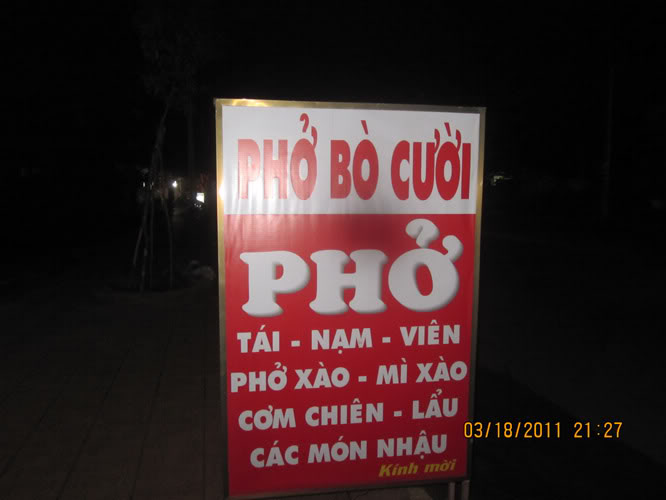 PHỞ BÒ CƯỜI
PHỞ
TÁI - NẠM - VIÊN
PHỞ XÀO - MÌ XÀO
CƠM CHIÊN - LẨU
CÁC MÓN NHẬU
Kính mời
03/18/2011 21:27